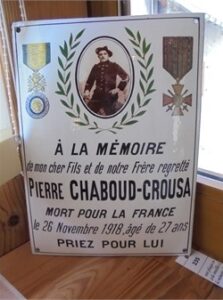 À LA MÉMOIRE
de mon cher Fils et de notre Frère regretté
PIERRE CHABOUD-CROUSA
MORT POUR LA FRANCE
le 26 Novembre 1918, âgé de 27 ans
PRIEZ POUR LUI